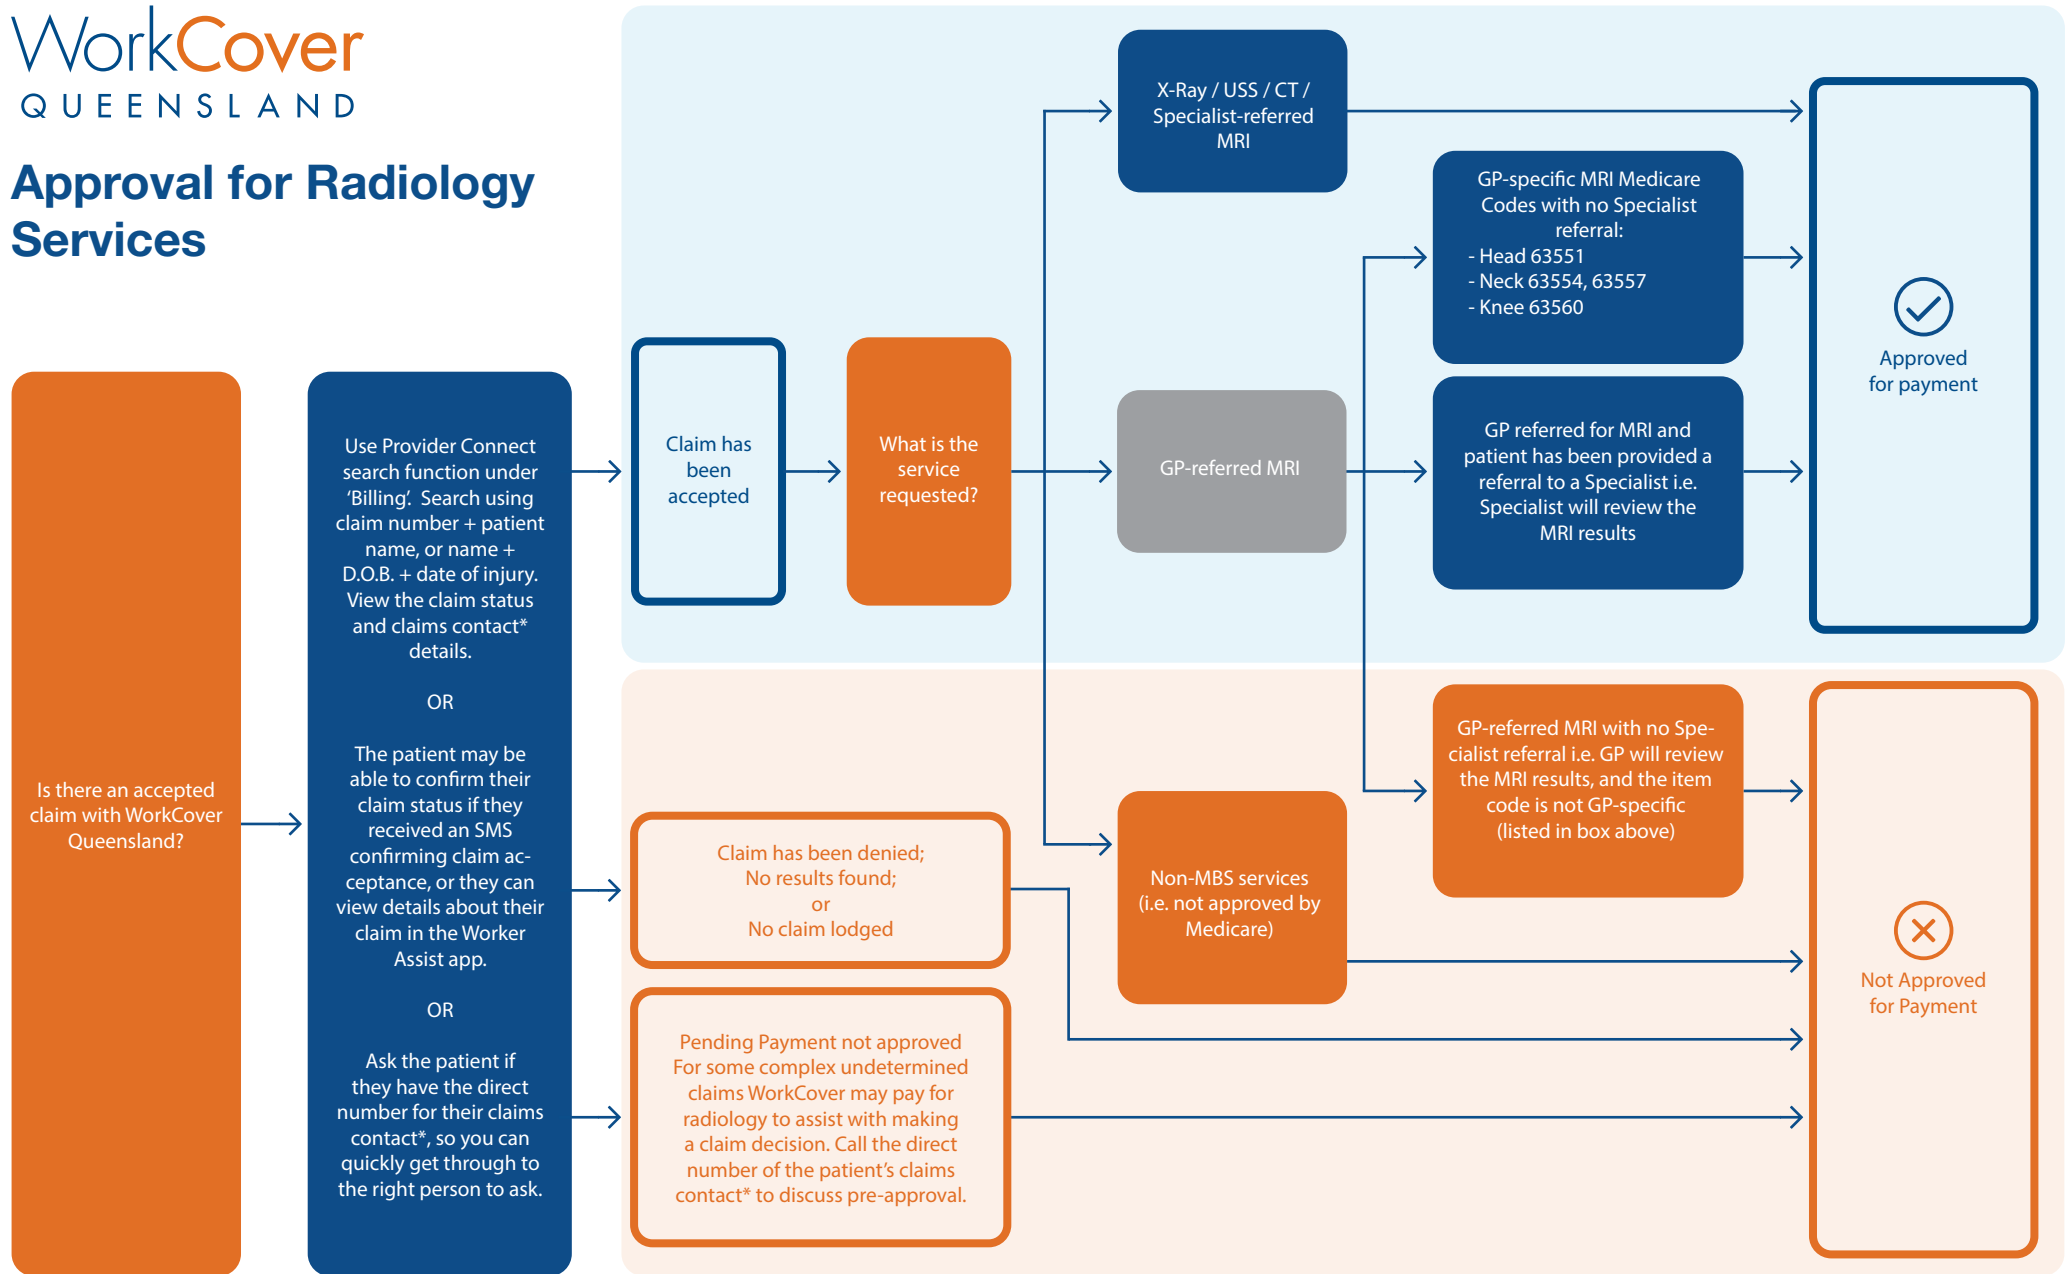 WorkCover
QUEENSLAND
Approval for Radiology
Services
Is there an accepted
claim with WorkCover
Queensland?
Use Provider Connect
search function under
‘Billing’. Search using
claim number + patient
name, or name +
D.O.B. + date of injury.
View the claim status
and claims contact*
details.
OR
The patient may be
able to confirm their
claim status if they
received an SMS
confirming claim ac-
ceptance, or they can
view details about their
claim in the Worker
Assist app.
OR
Ask the patient if
they have the direct
number for their claims
contact*, so you can
quickly get through to
the right person to ask.
Claim has
been
accepted
What is the
service
requested?
X-Ray / USS / CT /
Specialist-referred
MRI
GP-referred MRI
GP-specific MRI Medicare
Codes with no Specialist
referral:
- Head 63551
- Neck 63554, 63557
- Knee 63560
GP referred for MRI and
patient has been provided a
referral to a Specialist i.e.
Specialist will review the
MRI results
Approved
for payment
Claim has been denied;
No results found;
or
No claim lodged
Pending Payment not approved
For some complex undetermined
claims WorkCover may pay for
radiology to assist with making
a claim decision. Call the direct
number of the patient’s claims
contact* to discuss pre-approval.
Non-MBS services
(i.e. not approved by
Medicare)
GP-referred MRI with no Spe-
cialist referral i.e. GP will review
the MRI results, and the item
code is not GP-specific
(listed in box above)
Not Approved
for Payment